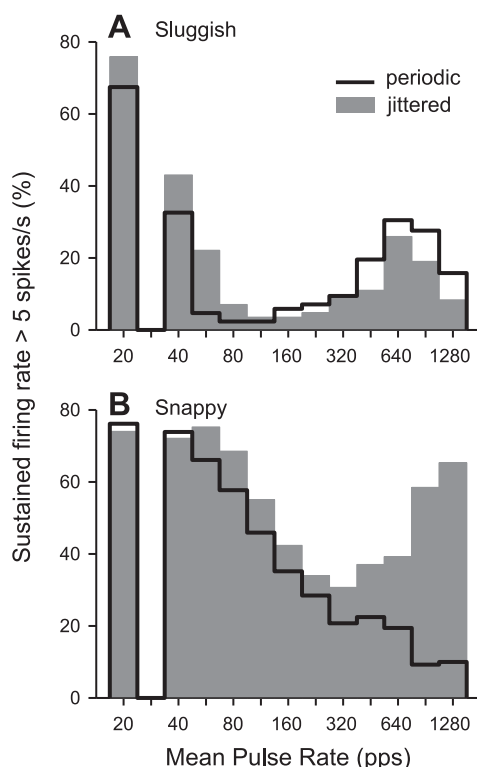 A Sluggish
periodic
jittered
80
60
40
20
0
20 40 80 160 320 640 1280
B Snappy
80
60
40
20
0
20 40 80 160 320 640 1280
Sustained firing rate > 5 spikes/s (%)
Mean Pulse Rate (pps)